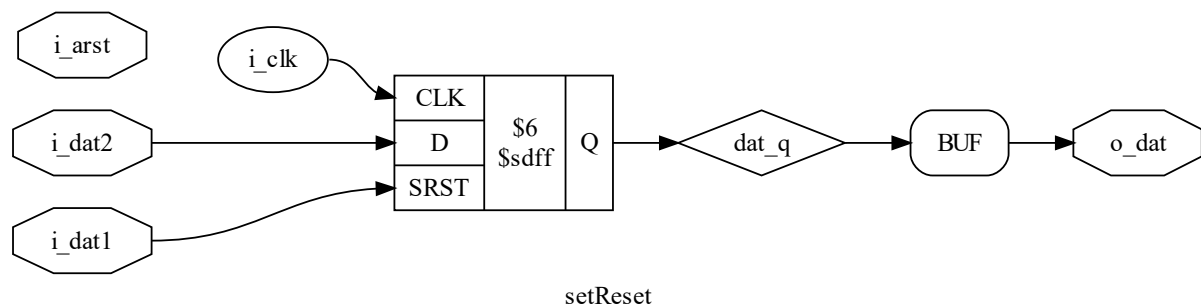 i_arst
i_clk
i_dat2
i_dat1
CLK
D
SRST
$6
$sdff
Q
dat_q
BUF
o_dat
setReset